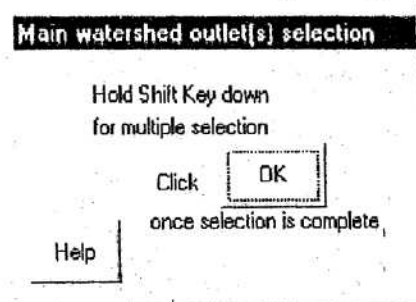 Main watershed outlet(s) selection
Hold Shift Key down
for multiple selection
Click OK
once selection is complete
Help